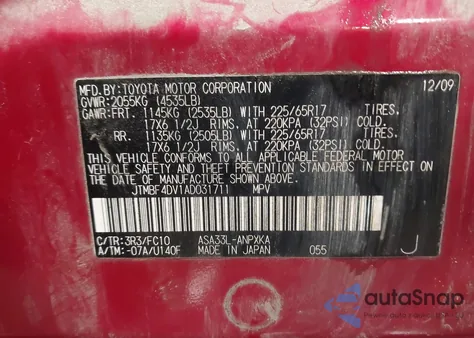 MFD.BY:TOYOTA MOTOR CORPORATION 12/09
GVWR:2055KG (4535LB)
GAWR:FRT. 1145KG (2535LB) WITH 225/65R17 TIRES,
17X6 1/2J RIMS, AT 220KPA (32PSI) COLD.
RR. 1135KG (2505LB) WITH 225/65R17 TIRES,
17X6 1/2J RIMS, AT 220KPA (32PSI) COLD.
THIS VEHICLE CONFORMS TO ALL APPLICABLE FEDERAL MOTOR
VEHICLE SAFETY AND THEFT PREVENTION STANDARDS IN EFFECT ON THE
DATE OF MANUFACTURE SHOWN ABOVE.
JTMBF4DV1AD031711 MPV
C/TR:3R3/FC10 ASA33L-ANPXKA
A/TM:-07A/U140F MADE IN JAPAN 055 J
autoSnap